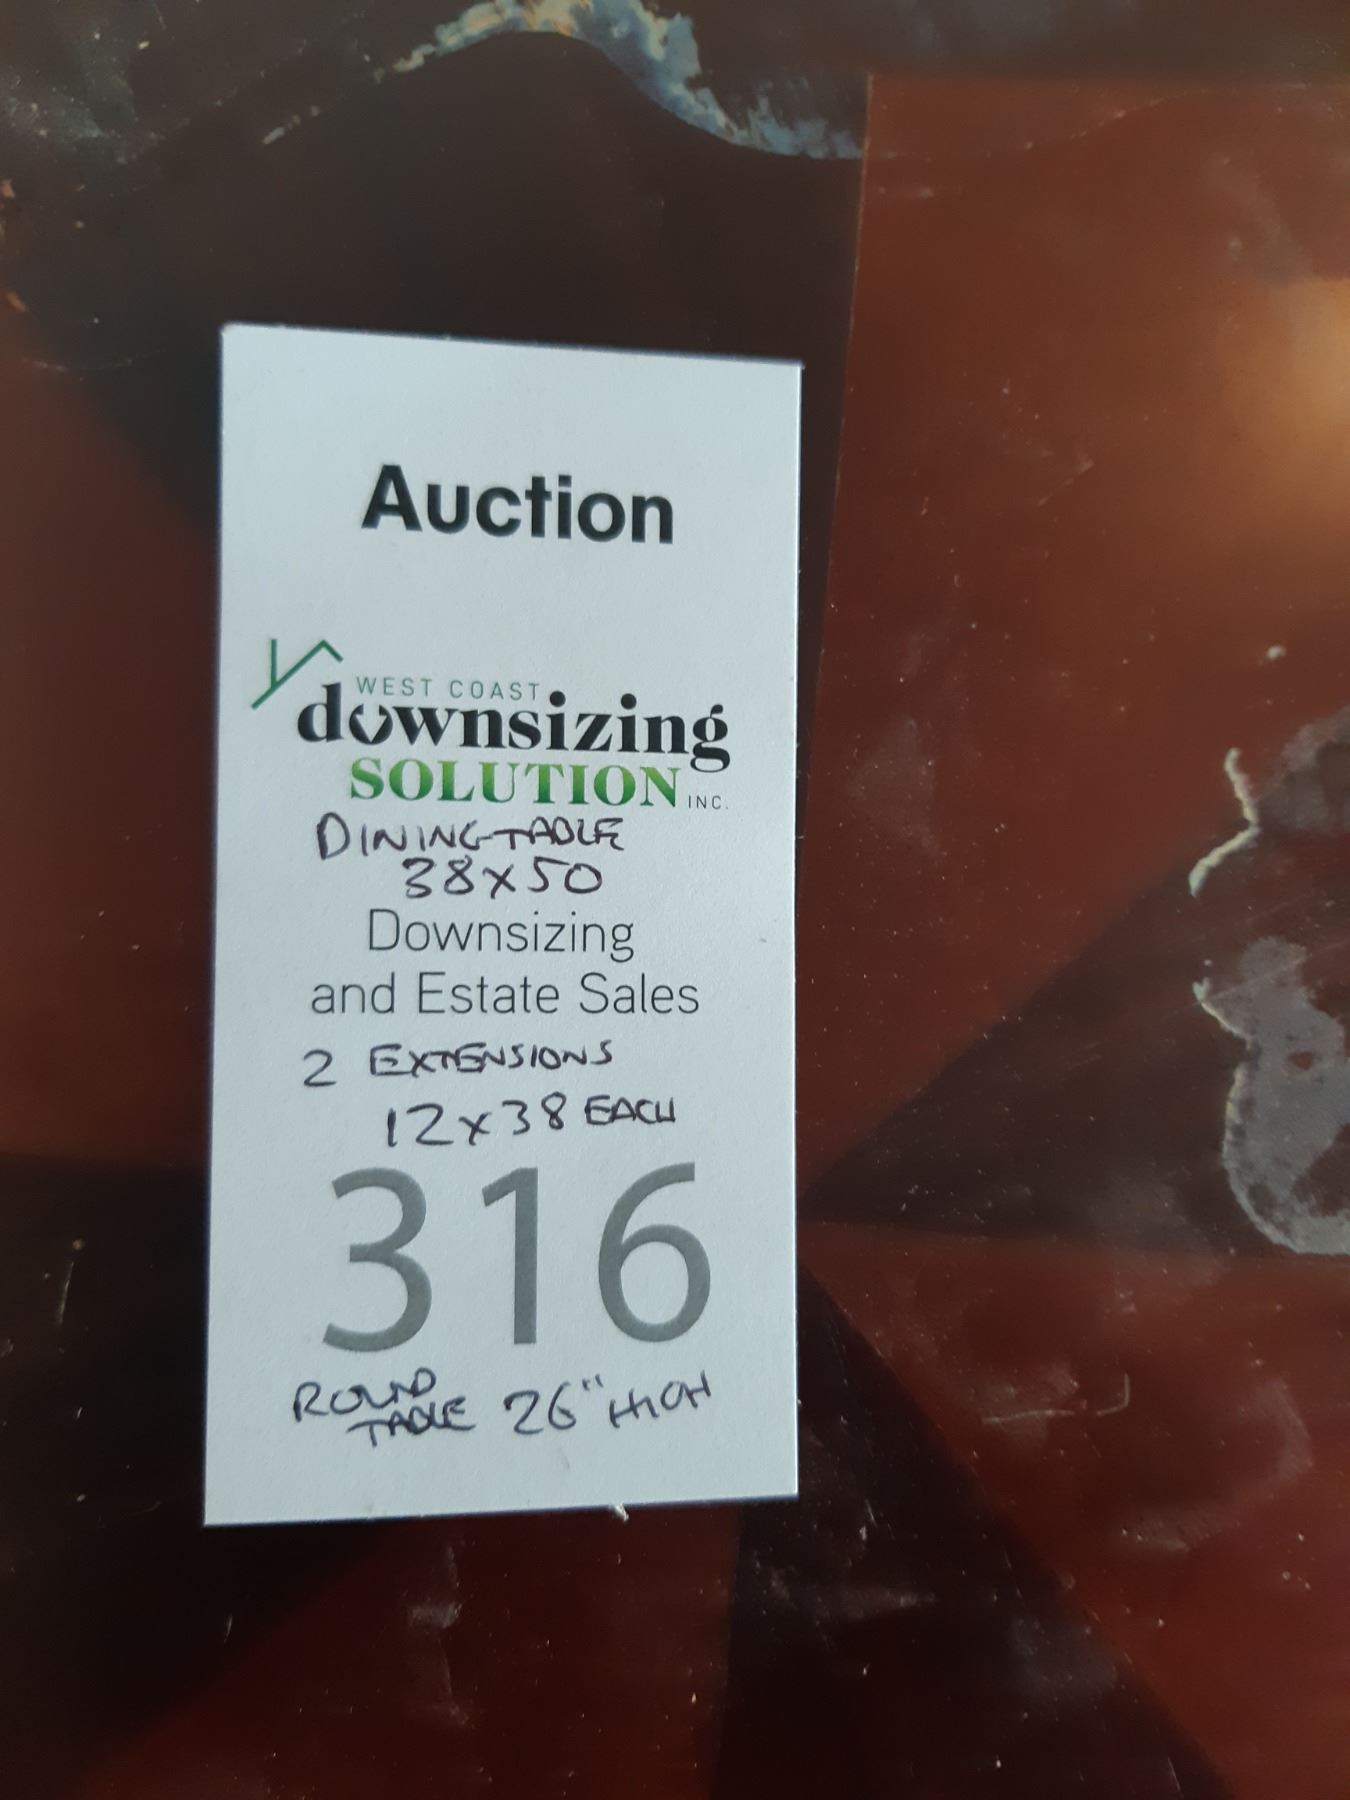 Auction
WEST COAST
downsizing
SOLUTION INC.
DINING TABLE
38x50
Downsizing
and Estate Sales
2 EXTENSIONS
12x38 EACH
316
ROUND
TABLE 26" HIGH